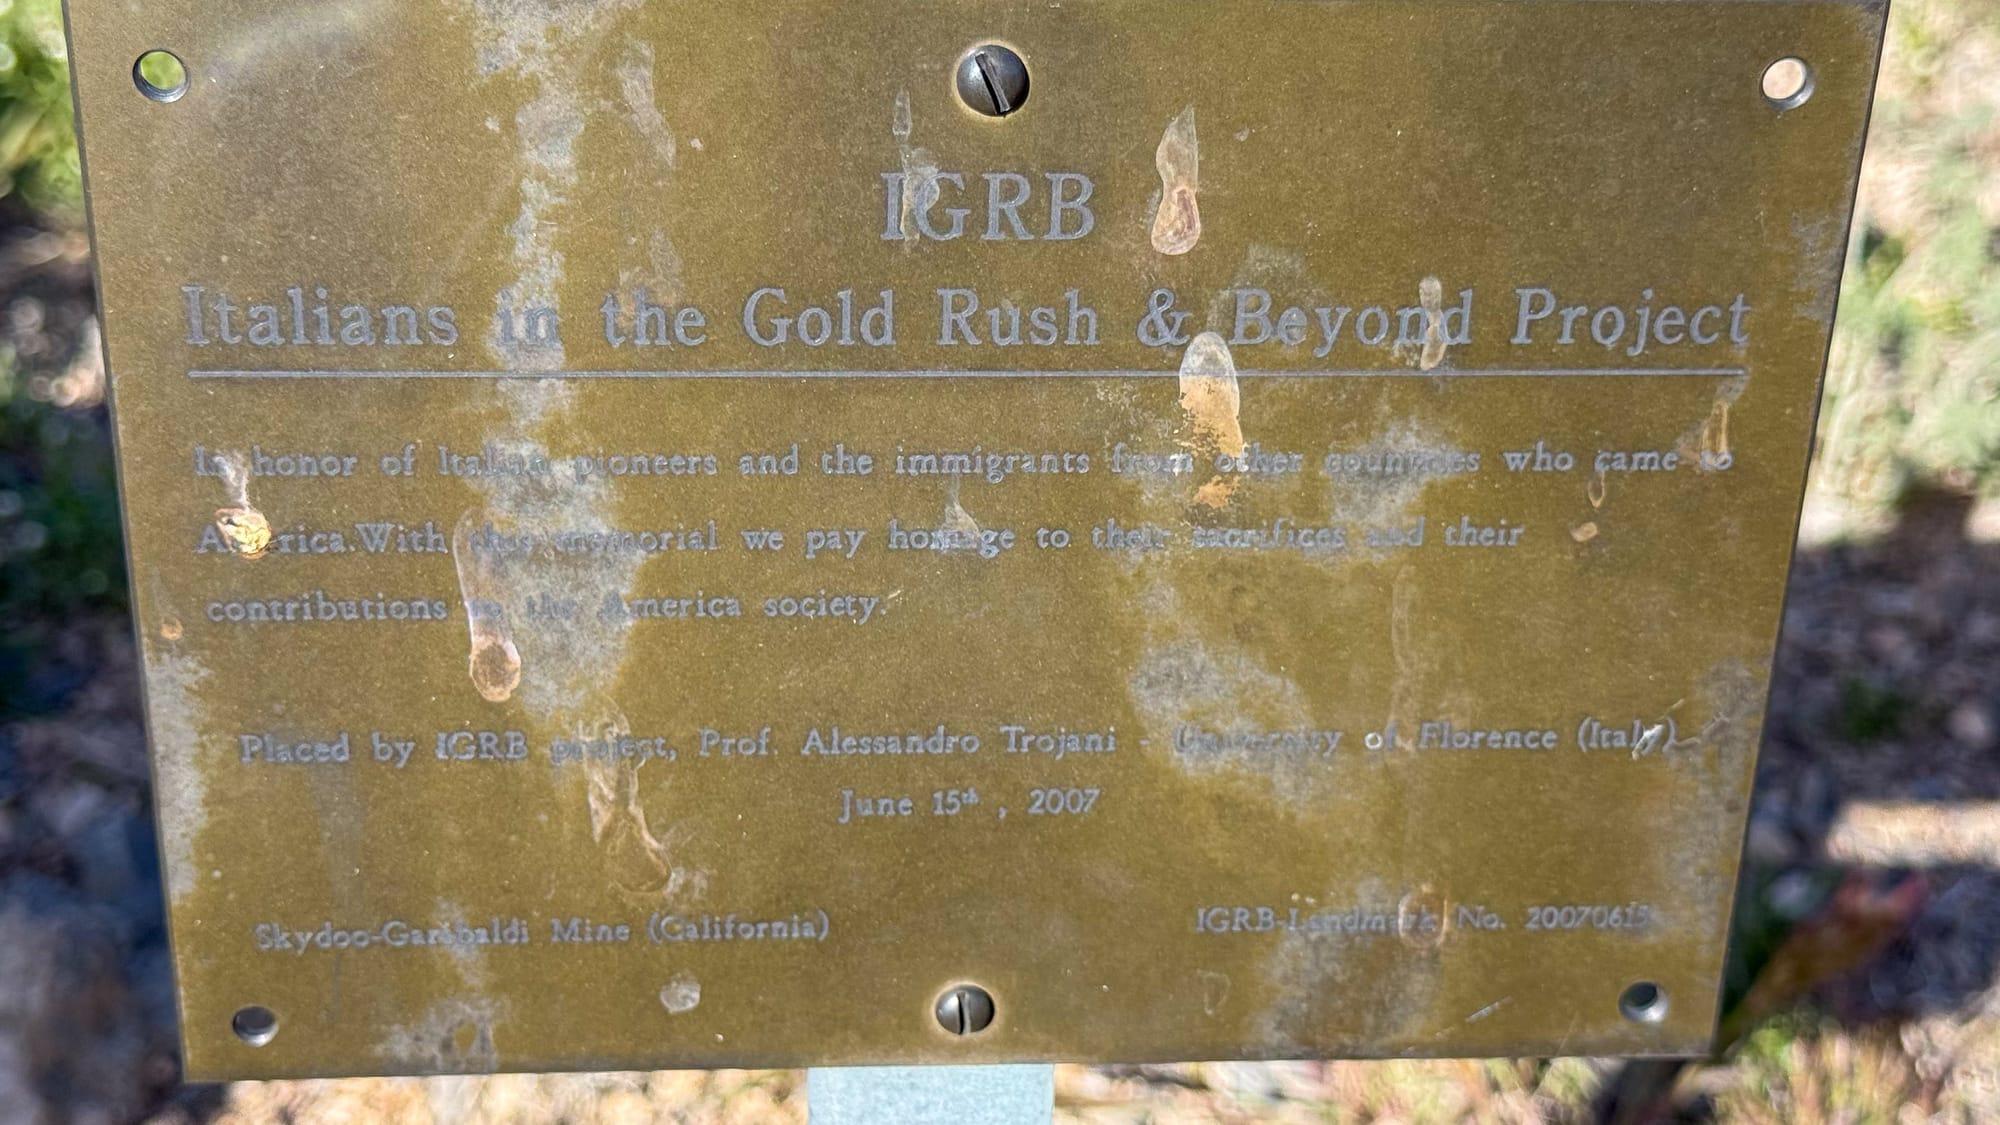 IGRB
Italians in the Gold Rush & Beyond Project
In honor of Italian pioneers and the immigrants from other countries who came to
America.With this memorial we pay homage to their sacrifices and their
contributions to the America society.
Placed by IGRB project, Prof. Alessandro Trojani - University of Florence (Italy)
June 15th , 2007
Skydoo-Garibaldi Mine (California)
IGRB-Landmark No. 20070615